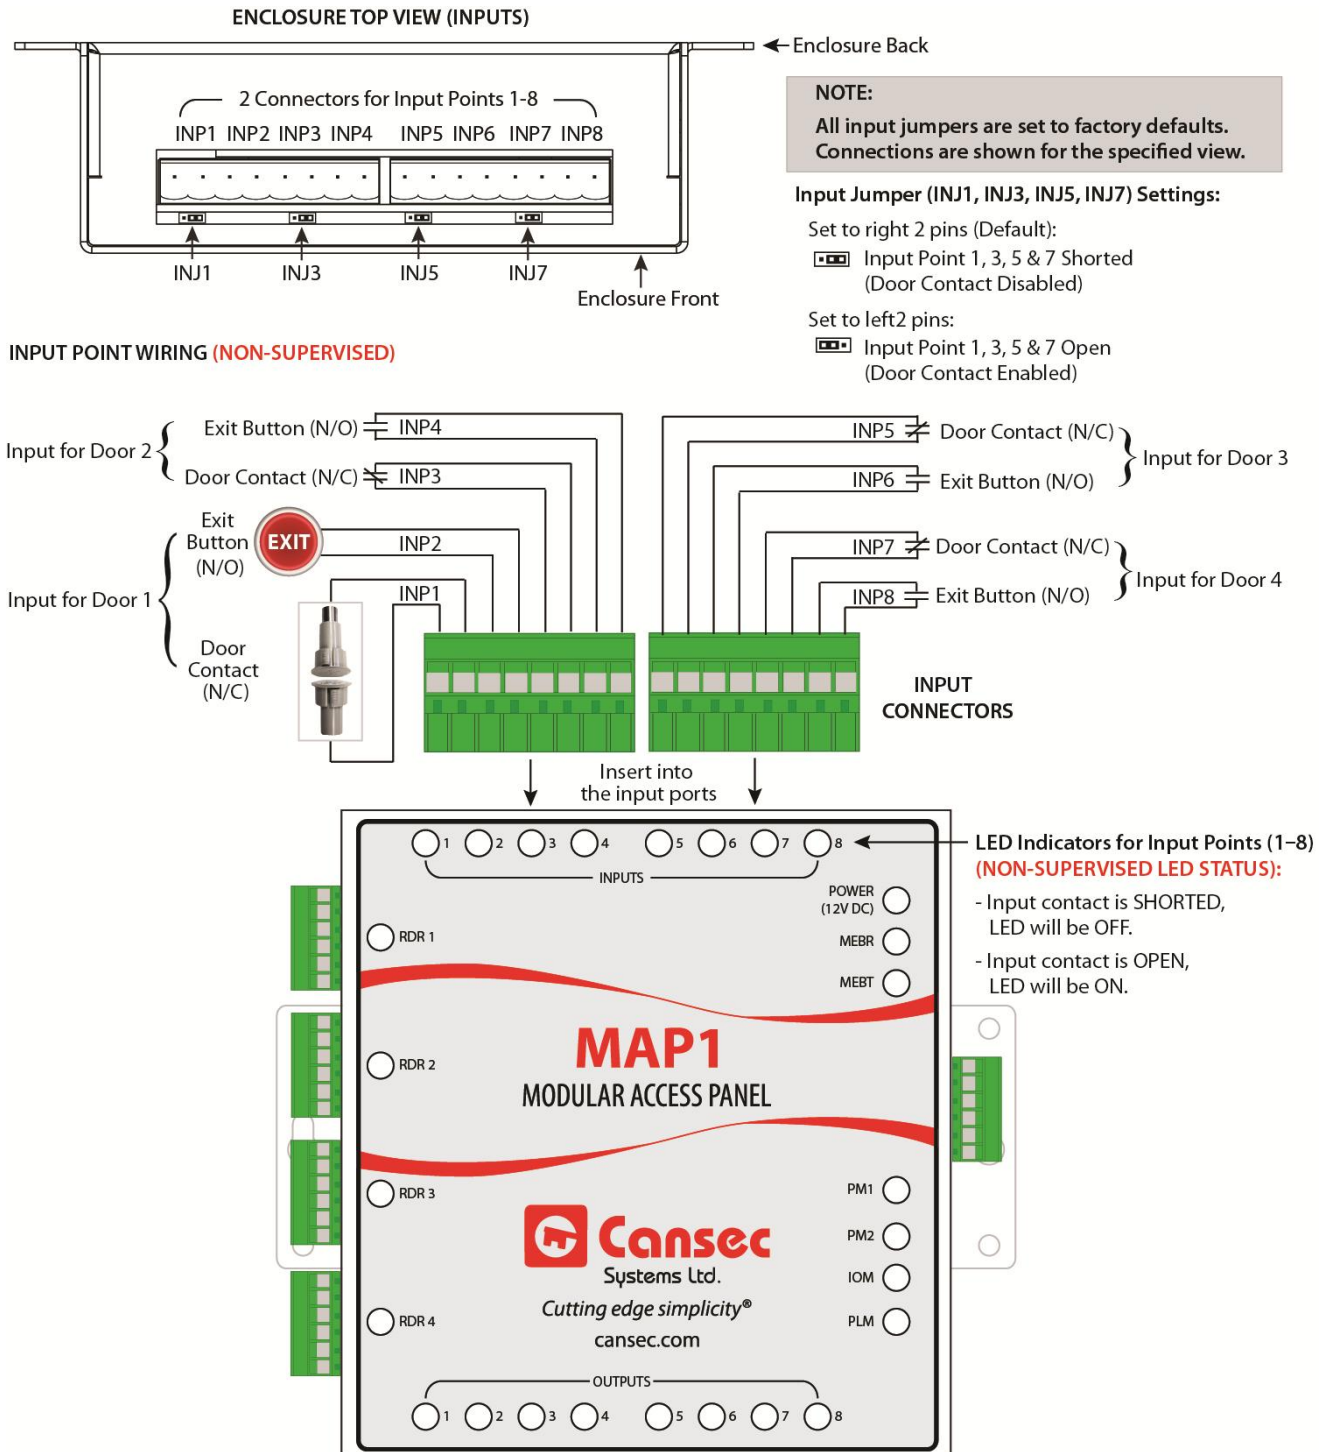 ENCLOSURE TOP VIEW (INPUTS)
Enclosure Back
2 Connectors for Input Points 1-8
INP1 INP2 INP3 INP4 INP5 INP6 INP7 INP8
INJ1 INJ3 INJ5 INJ7
Enclosure Front
NOTE:
All input jumpers are set to factory defaults.
Connections are shown for the specified view.
Input Jumper (INJ1, INJ3, INJ5, INJ7) Settings:
Set to right 2 pins (Default):
Input Point 1, 3, 5 & 7 Shorted
(Door Contact Disabled)
Set to left2 pins:
Input Point 1, 3, 5 & 7 Open
(Door Contact Enabled)
INPUT POINT WIRING (NON-SUPERVISED)
Input for Door 2
Exit Button (N/O)
INP4
Door Contact (N/C)
INP3
Input for Door 1
Exit
Button
(N/O)
EXIT
INP2
INP1
Door
Contact
(N/C)
INP5
Door Contact (N/C)
INP6
Exit Button (N/O)
Input for Door 3
INP7
Door Contact (N/C)
INP8
Exit Button (N/O)
Input for Door 4
INPUT
CONNECTORS
Insert into
the input ports
1 2 3 4 5 6 7 8
INPUTS
LED Indicators for Input Points (1–8)
(NON-SUPERVISED LED STATUS):
- Input contact is SHORTED,
LED will be OFF.
- Input contact is OPEN,
LED will be ON.
POWER
(12V DC)
MEBR
MEBT
RDR 1
RDR 2
RDR 3
RDR 4
MAP1
MODULAR ACCESS PANEL
PM1
PM2
IOM
PLM
Cansec
Systems Ltd.
Cutting edge simplicity®
cansec.com
OUTPUTS
1 2 3 4 5 6 7 8